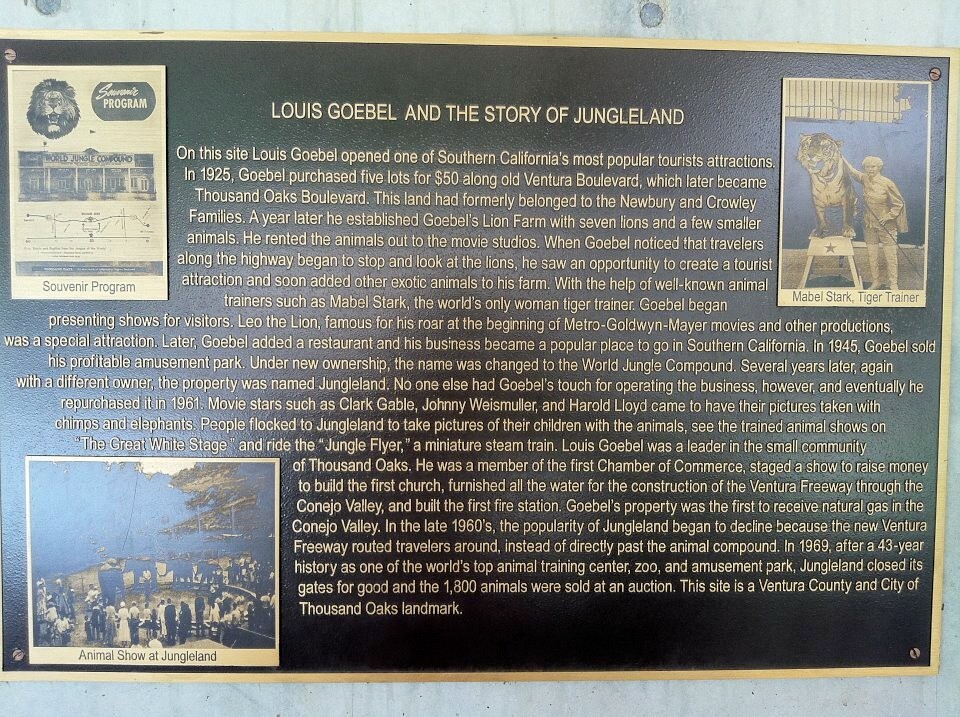 Souvenir
PROGRAM
WORLD JUNGLE COMPOUND
Souvenir Program
LOUIS GOEBEL AND THE STORY OF JUNGLELAND
On this site Louis Goebel opened one of Southern California's most popular tourists attractions.
In 1925, Goebel purchased five lots for $50 along old Ventura Boulevard, which later became
Thousand Oaks Boulevard. This land had formerly belonged to the Newbury and Crowley
Families. A year later he established Goebel's Lion Farm with seven lions and a few smaller
animals. He rented the animals out to the movie studios. When Goebel noticed that travelers
along the highway began to stop and look at the lions, he saw an opportunity to create a tourist
attraction and soon added other exotic animals to his farm. With the help of well-known animal
trainers such as Mabel Stark, the world's only woman tiger trainer. Goebel began
presenting shows for visitors. Leo the Lion, famous for his roar at the beginning of Metro-Goldwyn-Mayer movies and other productions,
was a special attraction. Later, Goebel added a restaurant and his business became a popular place to go in Southern California. In 1945, Goebel sold
his profitable amusement park. Under new ownership, the name was changed to the World Jungle Compound. Several years later, again
with a different owner, the property was named Jungleland. No one else had Goebel's touch for operating the business, however, and eventually he
repurchased it in 1961. Movie stars such as Clark Gable, Johnny Weismuller, and Harold Lloyd came to have their pictures taken with
chimps and elephants. People flocked to Jungleland to take pictures of their children with the animals, see the trained animal shows on
"The Great White Stage" and ride the "Jungle Flyer," a miniature steam train. Louis Goebel was a leader in the small community
of Thousand Oaks. He was a member of the first Chamber of Commerce, staged a show to raise money
to build the first church, furnished all the water for the construction of the Ventura Freeway through the
Conejo Valley, and built the first fire station. Goebel's property was the first to receive natural gas in the
Conejo Valley. In the late 1960's, the popularity of Jungleland began to decline because the new Ventura
Freeway routed travelers around, instead of directly past the animal compound. In 1969, after a 43-year
history as one of the world's top animal training center, zoo, and amusement park, Jungleland closed its
gates for good and the 1,800 animals were sold at an auction. This site is a Ventura County and City of
Thousand Oaks landmark.
Mabel Stark, Tiger Trainer
Animal Show at Jungleland